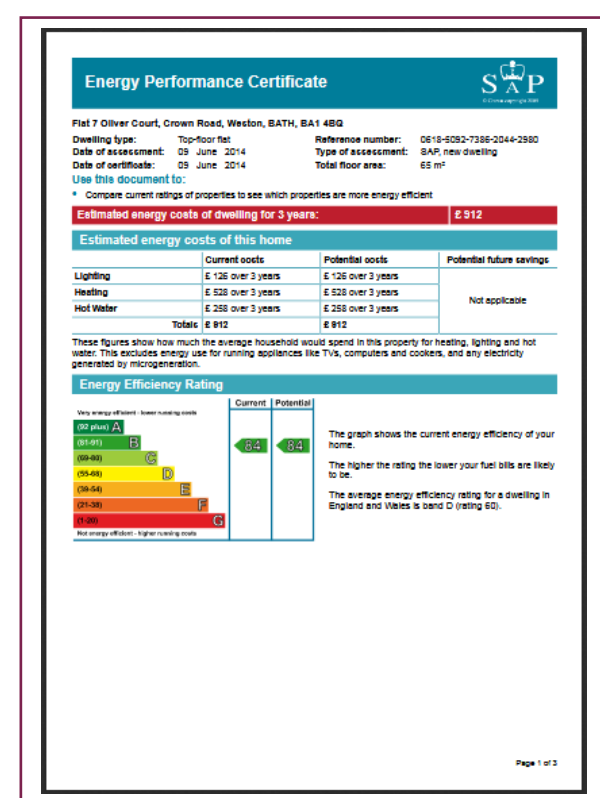 Energy Performance Certificate
SAP
© Crown copyright 2009
Flat 7 Oliver Court, Crown Road, Weston, BATH, BA1 4BG
Dwelling type: Top-floor flat Reference number: 0618-5092-7386-2044-2980
Date of assessment: 09 June 2014 Type of assessment: SAP, new dwelling
Date of certificate: 09 June 2014 Total floor area: 65 m²
Use this document to:
• Compare current ratings of properties to see which properties are more energy efficient
Estimated energy costs of dwelling for 3 years: £ 912
Estimated energy costs of this home
Current costs Potential costs Potential future savings
Lighting £ 126 over 3 years £ 126 over 3 years
Heating £ 528 over 3 years £ 528 over 3 years
Not applicable
Hot Water £ 258 over 3 years £ 258 over 3 years
Totals £ 912 £ 912
These figures show how much the average household would spend in this property for heating, lighting and hot
water. This excludes energy use for running appliances like TVs, computers and cookers, and any electricity
generated by microgeneration.
Energy Efficiency Rating
Current Potential
Very energy efficient - lower running costs
(92 plus) A
(81-91) B
84 84
(69-80) C
(55-68) D
(39-54) E
(21-38) F
(1-20) G
Not energy efficient - higher running costs
The graph shows the current energy efficiency of your
home.
The higher the rating the lower your fuel bills are likely
to be.
The average energy efficiency rating for a dwelling in
England and Wales is band D (rating 60).
Page 1 of 3